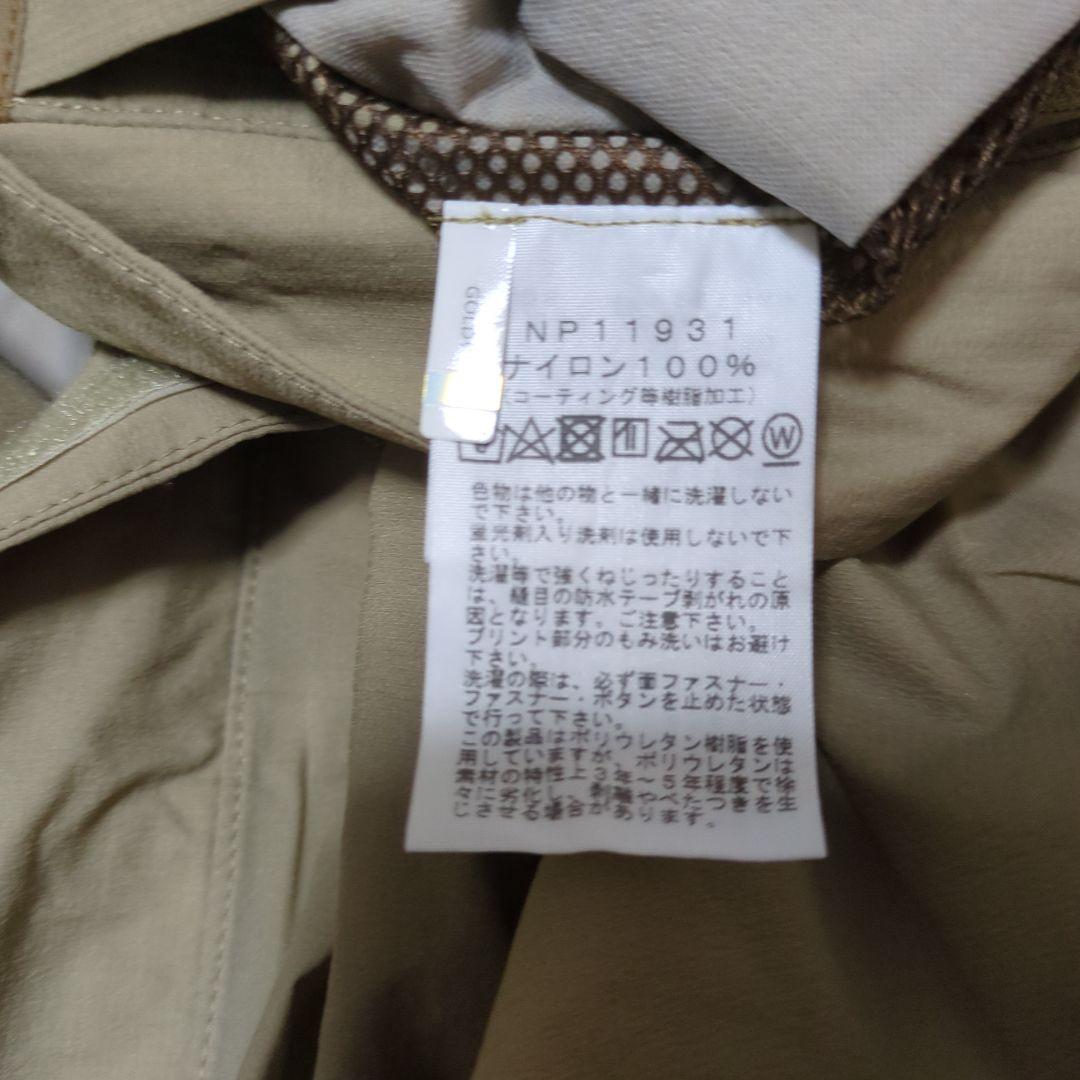 GOLD
NP11931
ナイロン100%
(コーティング等樹脂加工)
W
色物は他の物と一緒に洗濯しない
で下さい。
蛍光剤入り洗剤は使用しないで下
さい。
洗濯等で強くねじったりすること
は、縫目の防水テープ剥がれの原
因となります。ご注意下さい。
プリント部分のもみ洗いはお避け
下さい。
洗濯の際は、必ず面ファスナー・
ファスナー・ボタンを止めた状態
で行って下さい。
この製品はポリウレタン樹脂を使
用していますが、ポリウレタンは
素材の特性上3年～5年程度で徐
々に劣化し、剥離やべたつきを生
じさせる場合があります。